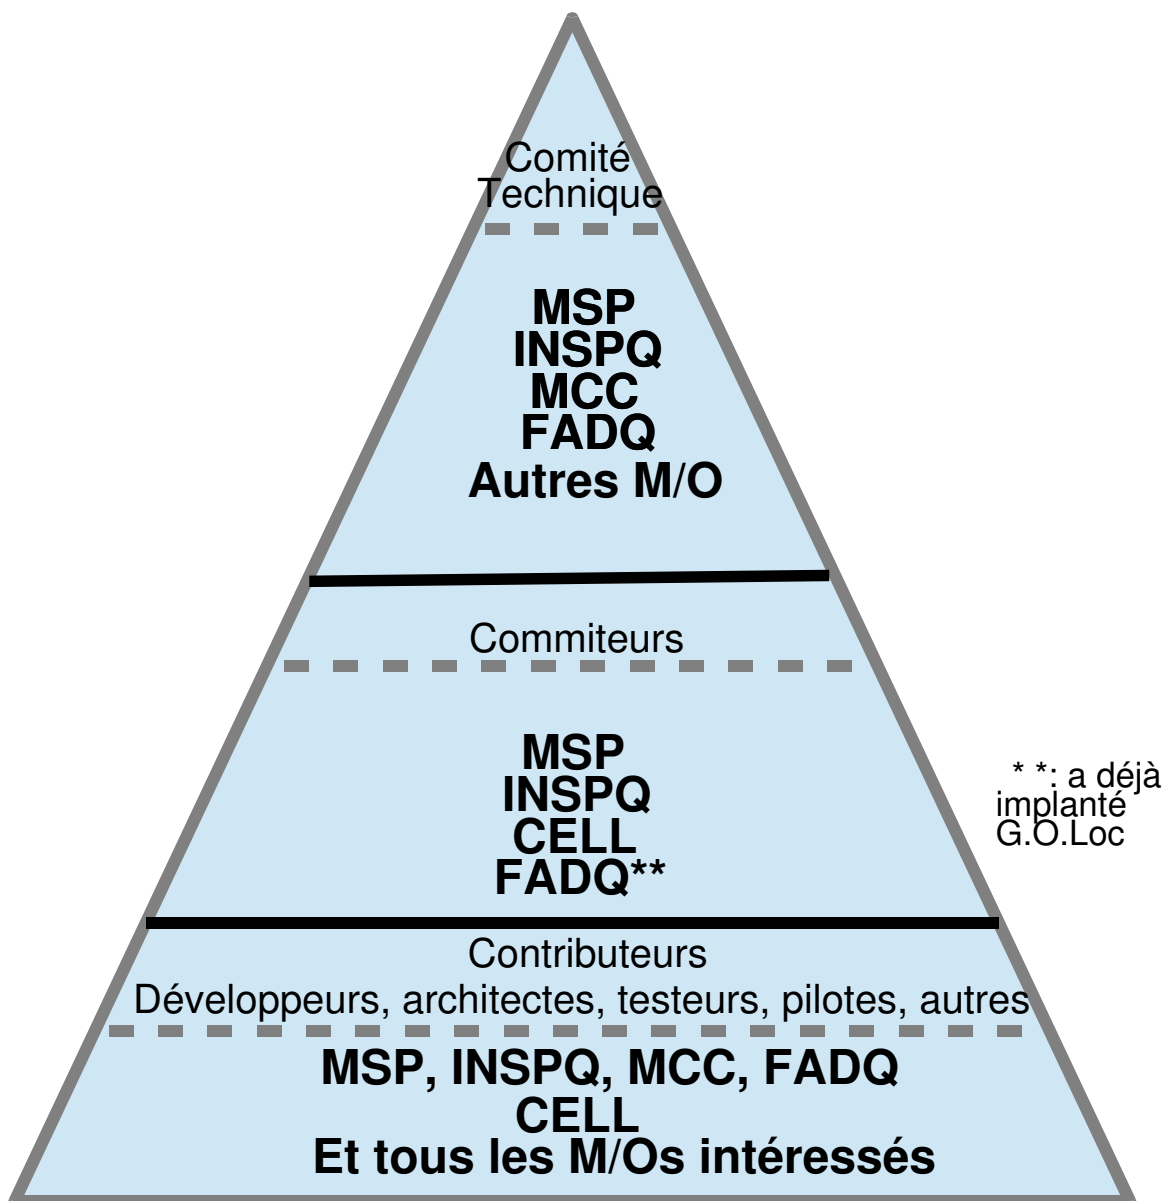 Comité
Technique
MSP
INSPQ
MCC
FADQ
Autres M/O
Commiteurs
MSP
INSPQ
CELL
FADQ**
* *: a déjà
implanté
G.O.Loc
Contributeurs
Développeurs, architectes, testeurs, pilotes, autres
MSP, INSPQ, MCC, FADQ
CELL
Et tous les M/Os intéressés